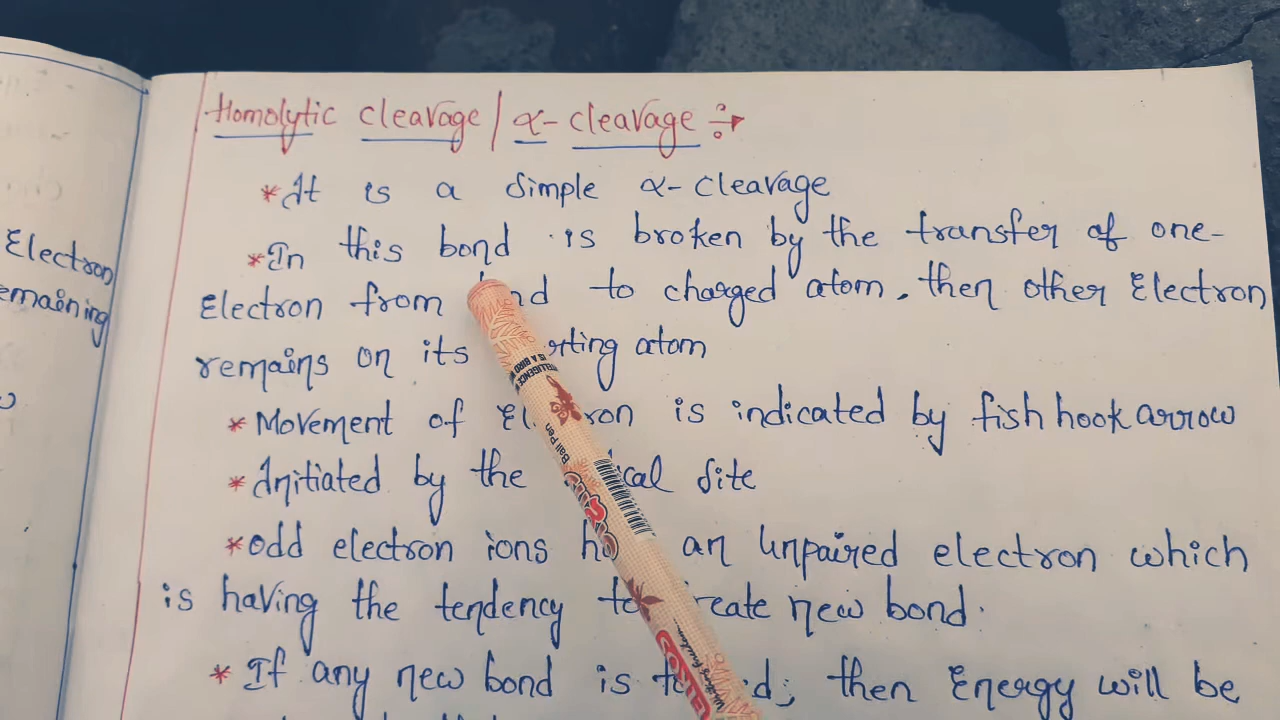 Homolytic cleavage / α- cleavage ÷→
* It is a simple α- cleavage
* In this bond is broken by the transfer of one-
Electron from to charged atom, then other Electron
remains on its atom
* Movement of is indicated by fish hook arrow
* Initiated by the site
* odd electron ions an unpaired electron which
is having the tendency new bond.
* If any new bond is then Energy will be
Electron
Ball Pen